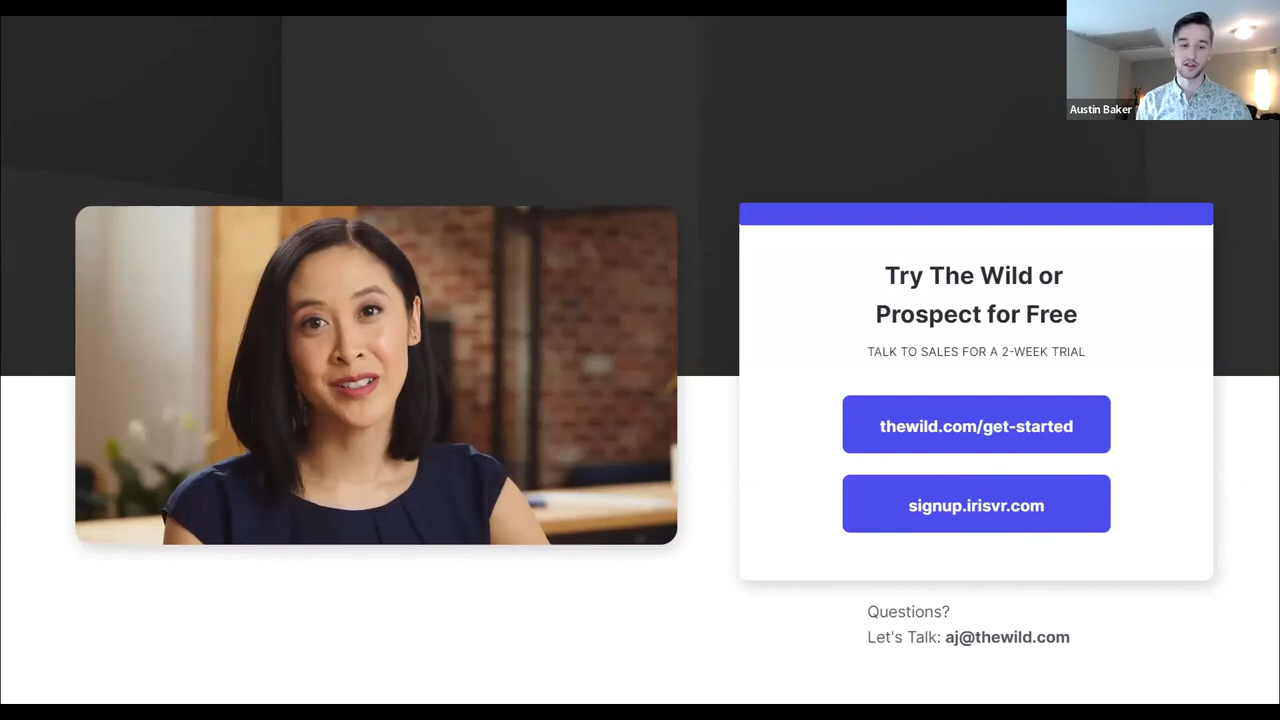 Austin Baker
Try The Wild or
Prospect for Free
TALK TO SALES FOR A 2-WEEK TRIAL
thewild.com/get-started
signup.irisvr.com
Questions?
Let's Talk: aj@thewild.com